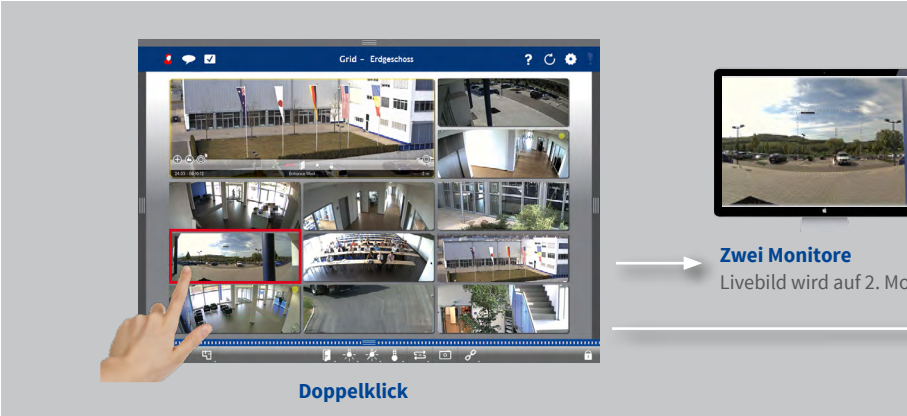 Grid - Erdgeschoss
?
Zwei Monitore
Livebild wird auf 2. Mo
Doppelklick